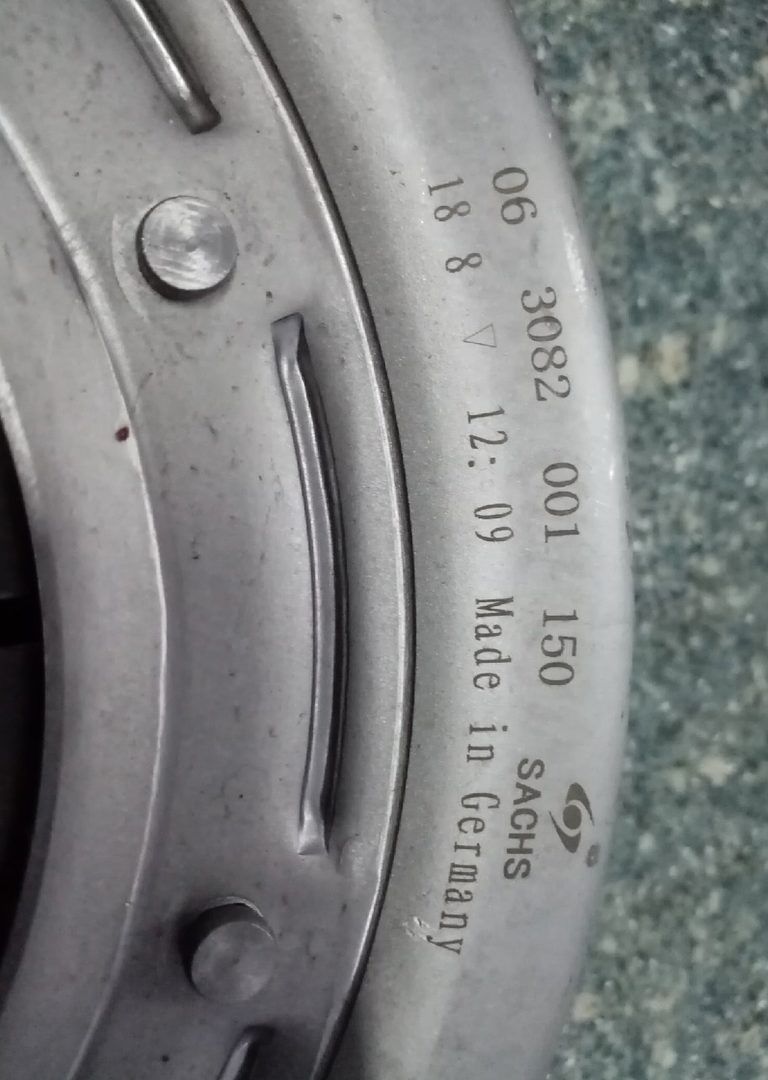 06 3082 001 150
SACHS
18 8 ▽ 12:09 Made in Germany